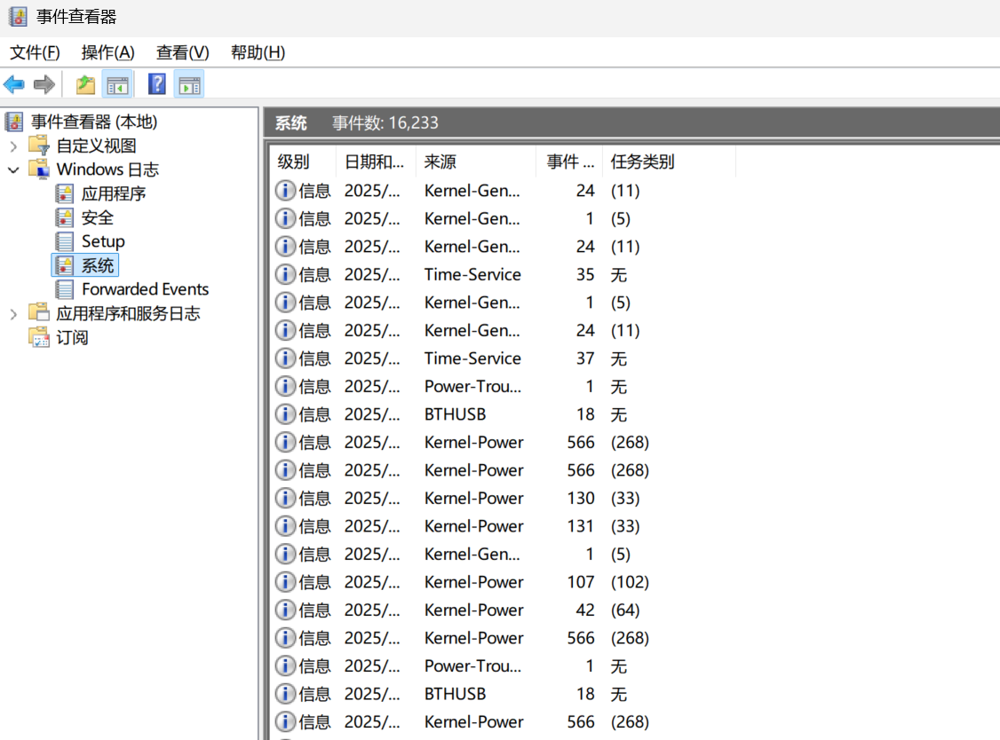 事件查看器
文件(F) 操作(A) 查看(V) 帮助(H)
事件查看器 (本地)
自定义视图
Windows 日志
应用程序
安全
Setup
系统
Forwarded Events
应用程序和服务日志
订阅
系统 事件数: 16,233
级别 日期和... 来源 事件 ... 任务类别
信息 2025/... Kernel-Gen... 24 (11)
信息 2025/... Kernel-Gen... 1 (5)
信息 2025/... Kernel-Gen... 24 (11)
信息 2025/... Time-Service 35 无
信息 2025/... Kernel-Gen... 1 (5)
信息 2025/... Kernel-Gen... 24 (11)
信息 2025/... Time-Service 37 无
信息 2025/... Power-Trou... 1 无
信息 2025/... BTHUSB 18 无
信息 2025/... Kernel-Power 566 (268)
信息 2025/... Kernel-Power 566 (268)
信息 2025/... Kernel-Power 130 (33)
信息 2025/... Kernel-Power 131 (33)
信息 2025/... Kernel-Gen... 1 (5)
信息 2025/... Kernel-Power 107 (102)
信息 2025/... Kernel-Power 42 (64)
信息 2025/... Kernel-Power 566 (268)
信息 2025/... Power-Trou... 1 无
信息 2025/... BTHUSB 18 无
信息 2025/... Kernel-Power 566 (268)